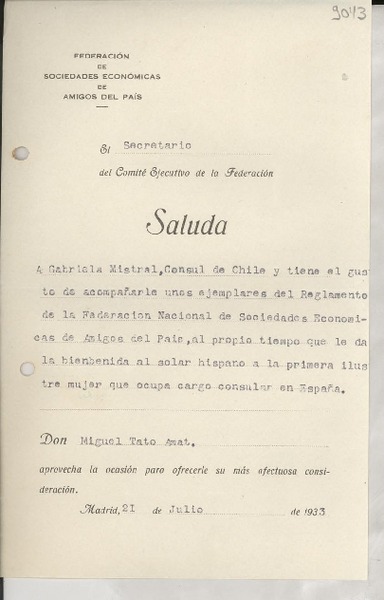 9043
FEDERACIÓN
DE
SOCIEDADES ECONÓMICAS
DE
AMIGOS DEL PAÍS
El Secretario
del Comité Ejecutivo de la Federación
Saluda
A Gabriela Mistral, Consul de Chile y tiene el gus
to de acompañarle unos ejemplares del Reglamento
de la Fadaracion Nacional de Sociedades Economi-
cas de Amigos del Pais, al propio tiempo que le da
la bienbenida al solar hispano a la primera ilus
tre mujer que ocupa cargo consular en España.
Don Miguel Tato Amat.
aprovecha la ocasión para ofrecerle su más afectuosa consi-
deración.
Madrid, 21 de Julio de 1933